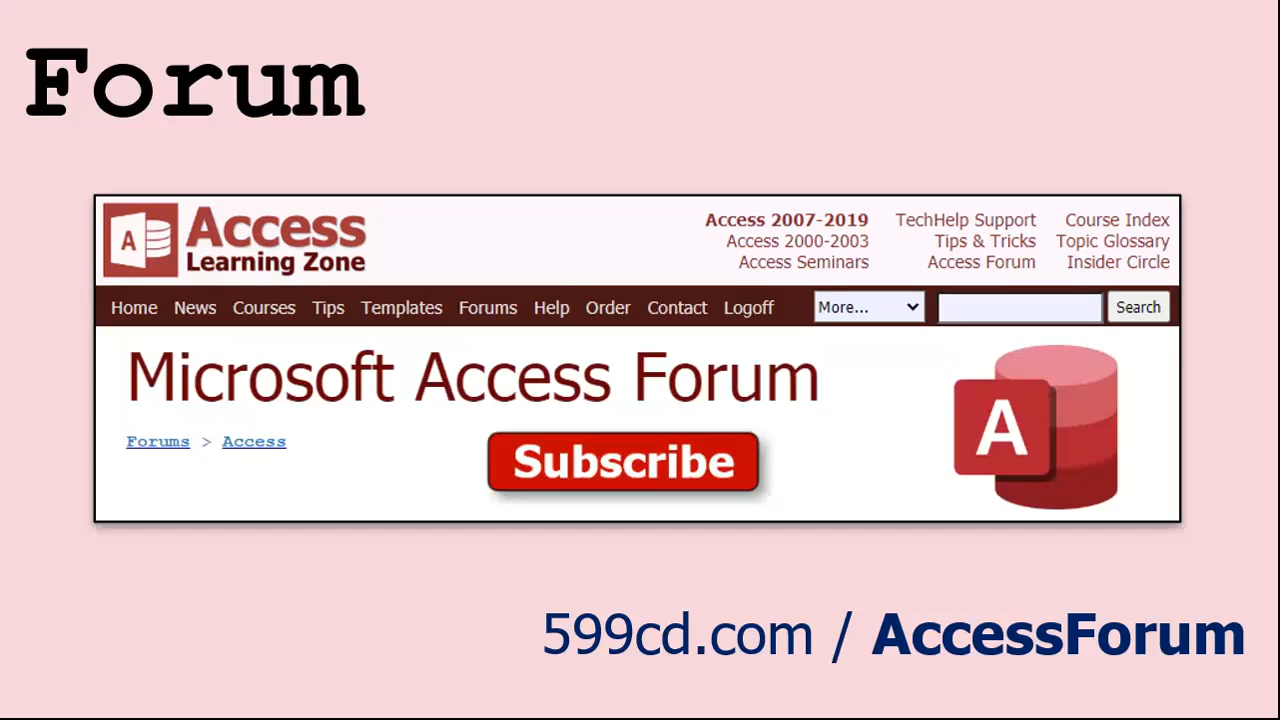 Forum
A
Access
Learning Zone
Access 2007-2019 TechHelp Support Course Index
Access 2000-2003 Tips & Tricks Topic Glossary
Access Seminars Access Forum Insider Circle
Home News Courses Tips Templates Forums Help Order Contact Logoff More... Search
Microsoft Access Forum
Forums > Access
Subscribe
A
599cd.com / AccessForum